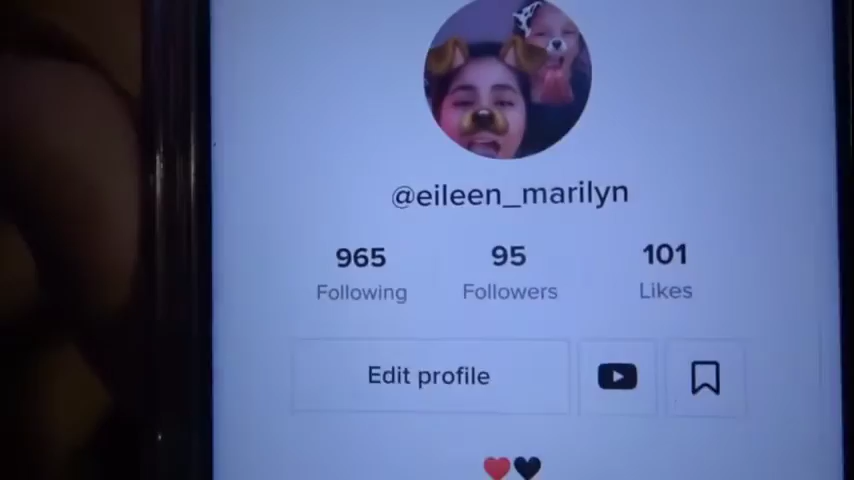 @eileen_marilyn
965 95 101
Following Followers Likes
Edit profile
❤️🖤